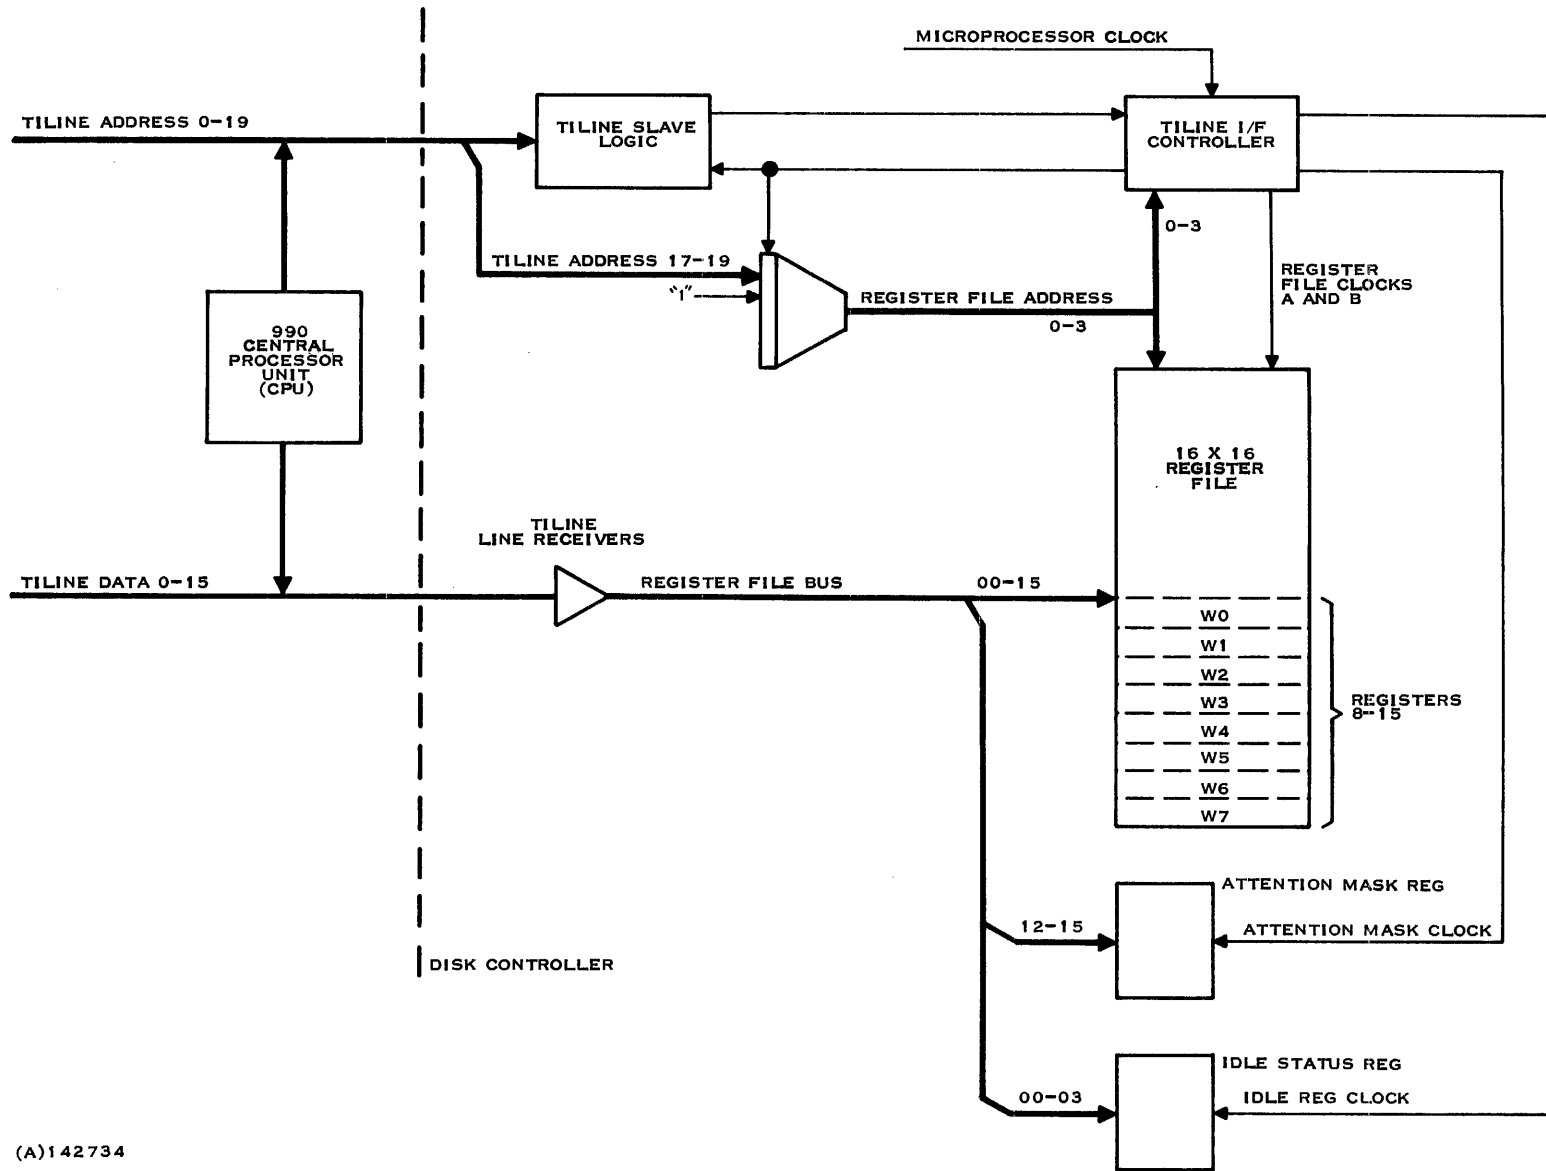 MICROPROCESSOR CLOCK
TILINE ADDRESS 0-19
TILINE SLAVE
LOGIC
TILINE I/F
CONTROLLER
0-3
TILINE ADDRESS 17-19
"1"
REGISTER FILE ADDRESS
0-3
REGISTER
FILE CLOCKS
A AND B
990
CENTRAL
PROCESSOR
UNIT
(CPU)
16 X 16
REGISTER
FILE
TILINE
LINE RECEIVERS
TILINE DATA 0-15
REGISTER FILE BUS
00-15
W0
W1
W2
W3
W4
W5
W6
W7
REGISTERS
8--15
ATTENTION MASK REG
12-15
ATTENTION MASK CLOCK
DISK CONTROLLER
IDLE STATUS REG
00-03
IDLE REG CLOCK
(A)142734